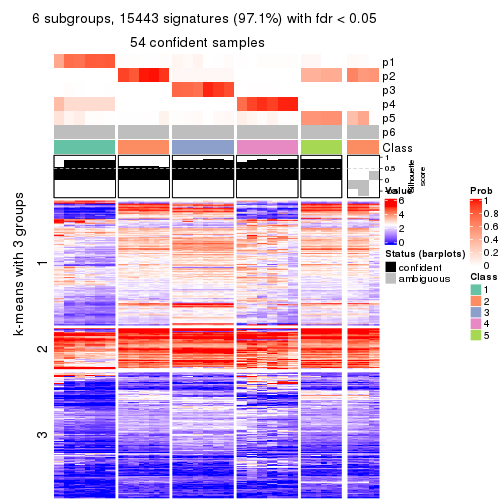 6 subgroups, 15443 signatures (97.1%) with fdr < 0.05
54 confident samples
p1
p2
p3
p4
p5
p6
Class
1
0.5
0
Silhouette
score
k-means with 3 groups
1
2
3
Value
6
4
2
0
Status (barplots)
confident
ambiguous
Prob
1
0.8
0.6
0.4
0.2
0
Class
1
2
3
4
5